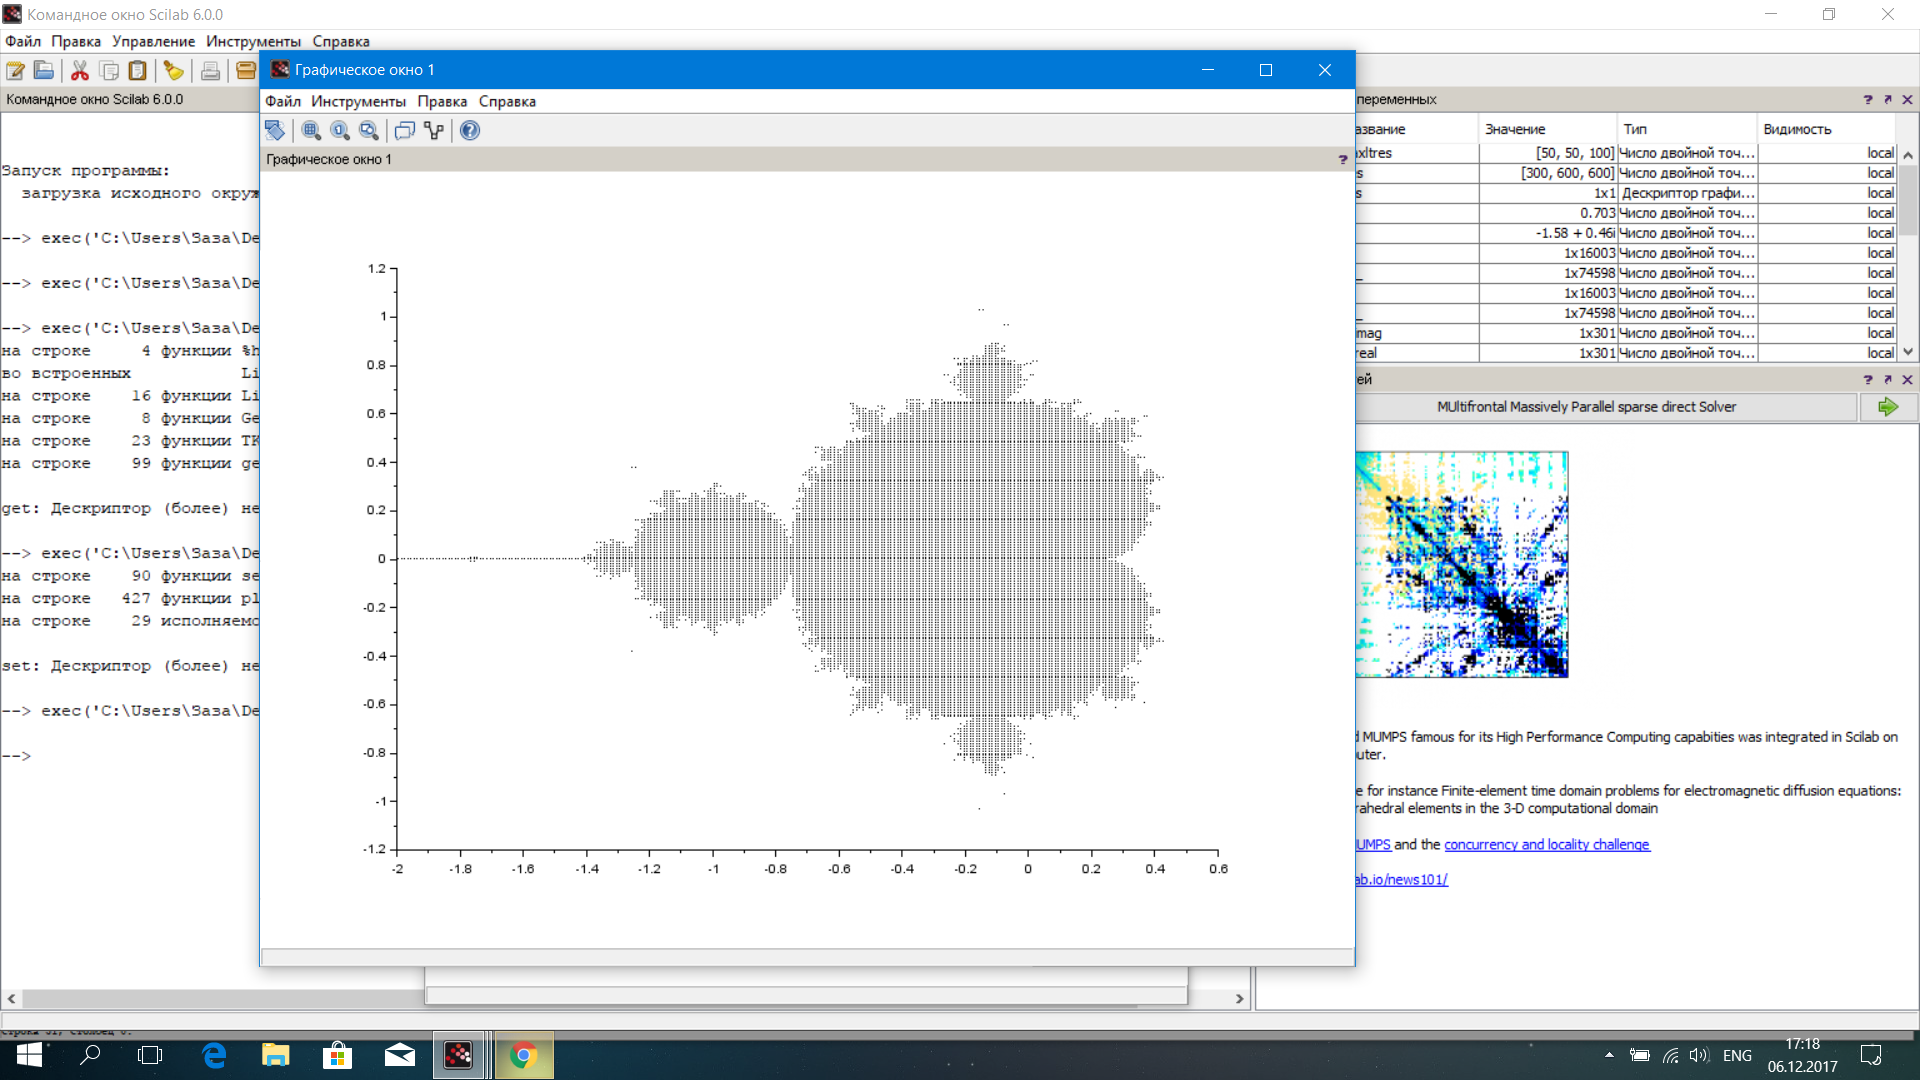 Командное окно Scilab 6.0.0
Файл Правка Управление Инструменты Справка
Командное окно Scilab 6.0.0
Запуск программы:
загрузка исходного окруж
--> exec('C:\Users\Заза\De
--> exec('C:\Users\Заза\De
--> exec('C:\Users\Заза\De
на строке 4 функции %h
во встроенных Li
на строке 16 функции Li
на строке 8 функции Ge
на строке 23 функции TK
на строке 99 функции ge
get: Дескриптор (более) не
--> exec('C:\Users\Заза\De
на строке 90 функции se
на строке 427 функции pl
на строке 29 исполняемо
set: Дескриптор (более) не
--> exec('C:\Users\Заза\De
-->
Графическое окно 1
Файл Инструменты Правка Справка
Графическое окно 1
?
1.2
1
0.8
0.6
0.4
0.2
0
-0.2
-0.4
-0.6
-0.8
-1
-1.2
-2 -1.8 -1.6 -1.4 -1.2 -1 -0.8 -0.6 -0.4 -0.2 0 0.2 0.4 0.6
переменных
азвание Значение Тип Видимость
xltres [50, 50, 100] Число двойной точ... local
s [300, 600, 600] Число двойной точ... local
s 1x1 Дескриптор графи... local
0.703 Число двойной точ... local
-1.58 + 0.46i Число двойной точ... local
1x16003 Число двойной точ... local
_ 1x74598 Число двойной точ... local
1x16003 Число двойной точ... local
_ 1x74598 Число двойной точ... local
mag 1x301 Число двойной точ... local
real 1x301 Число двойной точ... local
ей
MUltifrontal Massively Parallel sparse direct Solver
d MUMPS famous for its High Performance Computing capabities was integrated in Scilab on
uter.
e for instance Finite-element time domain problems for electromagnetic diffusion equations:
rahedral elements in the 3-D computational domain
UMPS and the concurrency and locality challenge
ab.io/news101/
ENG
17:18
06.12.2017